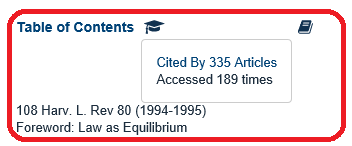 Table of Contents
Cited By 335 Articles
Accessed 189 times
108 Harv. L. Rev 80 (1994-1995)
Foreword: Law as Equilibrium